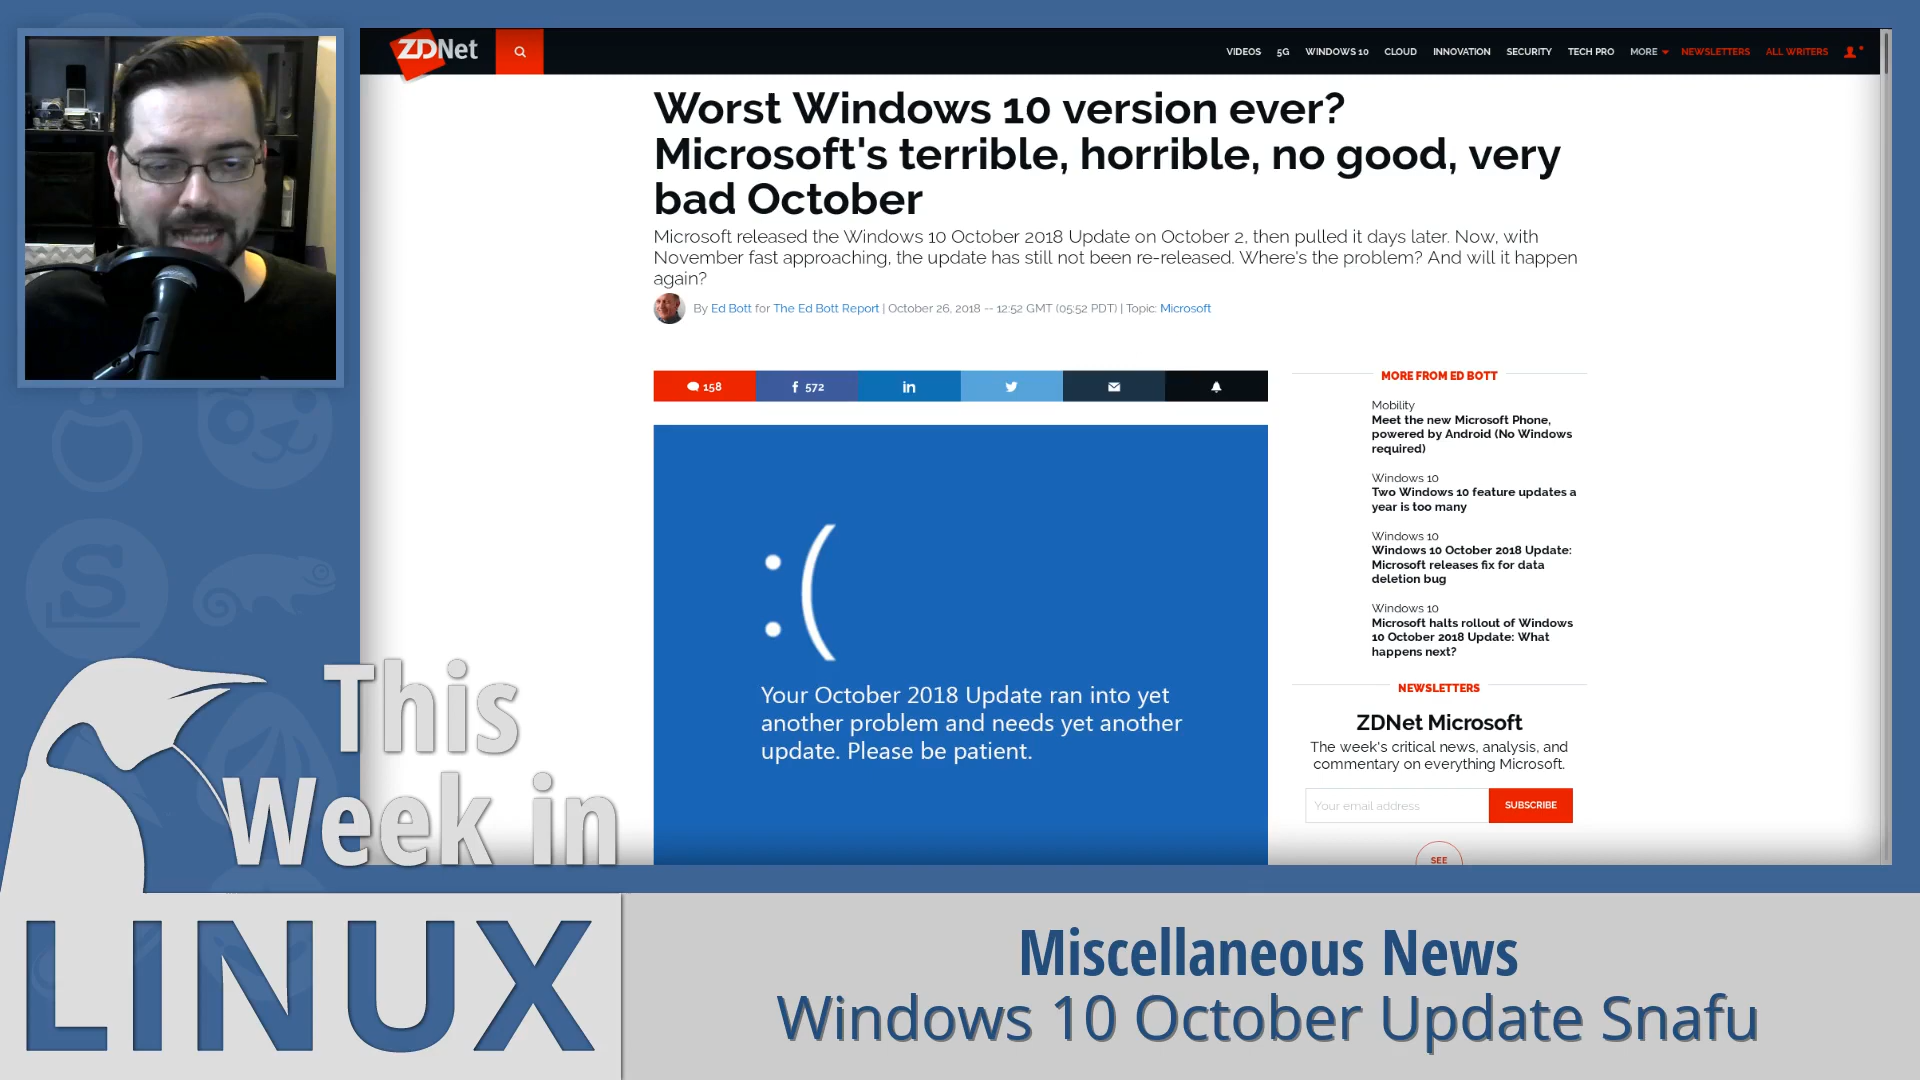 ZDNet
VIDEOS 5G WINDOWS 10 CLOUD INNOVATION SECURITY TECH PRO MORE NEWSLETTERS ALL WRITERS
Worst Windows 10 version ever?
Microsoft's terrible, horrible, no good, very
bad October
Microsoft released the Windows 10 October 2018 Update on October 2, then pulled it days later. Now, with
November fast approaching, the update has still not been re-released. Where's the problem? And will it happen
again?
By Ed Bott for The Ed Bott Report | October 26, 2018 -- 12:52 GMT (05:52 PDT) | Topic: Microsoft
158
f 572
in
:(
Your October 2018 Update ran into yet
another problem and needs yet another
update. Please be patient.
MORE FROM ED BOTT
Mobility
Meet the new Microsoft Phone,
powered by Android (No Windows
required)
Windows 10
Two Windows 10 feature updates a
year is too many
Windows 10
Windows 10 October 2018 Update:
Microsoft releases fix for data
deletion bug
Windows 10
Microsoft halts rollout of Windows
10 October 2018 Update: What
happens next?
NEWSLETTERS
ZDNet Microsoft
The week's critical news, analysis, and
commentary on everything Microsoft.
Your email address
SUBSCRIBE
SEE
S
This
Week in
LINUX
Miscellaneous News
Windows 10 October Update Snafu